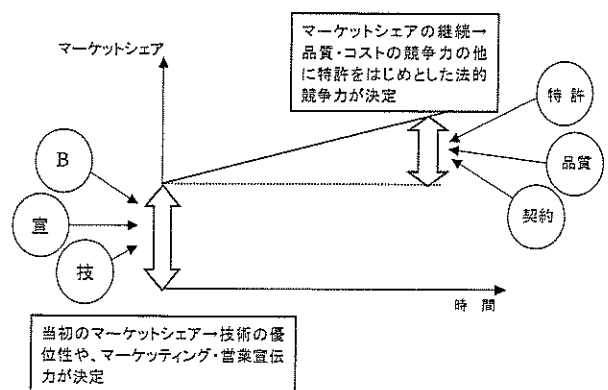 マーケットシェアの継続→
品質・コストの競争力の他
に特許をはじめとした法的
競争力が決定
マーケットシェア
特 許
B
品質
宣
契約
技
時 間
当初のマーケットシェア→技術の優
位性や、マーケッティング・営業宣伝
力が決定